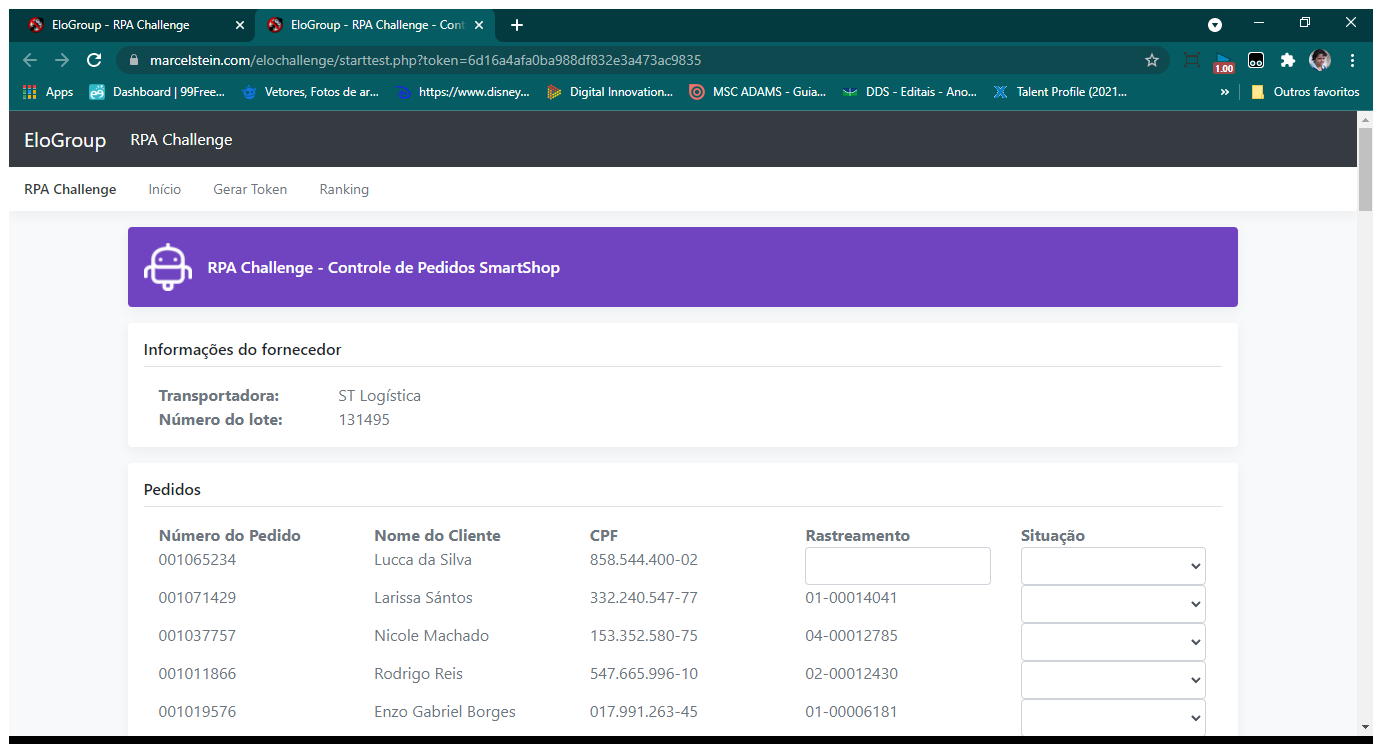 EloGroup - RPA Challenge
EloGroup - RPA Challenge - Cont
marcelstein.com/elochallenge/starttest.php?token=6d16a4afa0ba988df832e3a473ac9835
1.00
Apps Dashboard | 99Free... Vetores, Fotos de ar... https://www.disney... Digital Innovation... MSC ADAMS - Guia... DDS - Editais - Ano... Talent Profile (2021... » Outros favoritos
EloGroup RPA Challenge
RPA Challenge Início Gerar Token Ranking
RPA Challenge - Controle de Pedidos SmartShop
Informações do fornecedor
Transportadora: ST Logística
Número do lote: 131495
Pedidos
Número do Pedido Nome do Cliente CPF Rastreamento Situação
001065234 Lucca da Silva 858.544.400-02
001071429 Larissa Sántos 332.240.547-77 01-00014041
001037757 Nicole Machado 153.352.580-75 04-00012785
001011866 Rodrigo Reis 547.665.996-10 02-00012430
001019576 Enzo Gabriel Borges 017.991.263-45 01-00006181